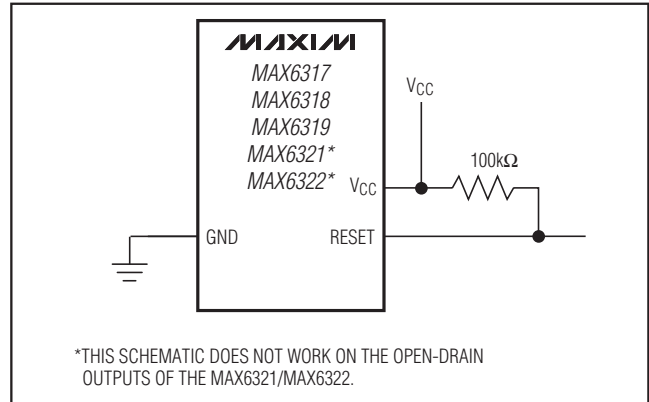 MAXIM
MAX6317
MAX6318
MAX6319
MAX6321*
MAX6322*
VCC
VCC
100kΩ
GND
RESET
*THIS SCHEMATIC DOES NOT WORK ON THE OPEN-DRAIN
OUTPUTS OF THE MAX6321/MAX6322.